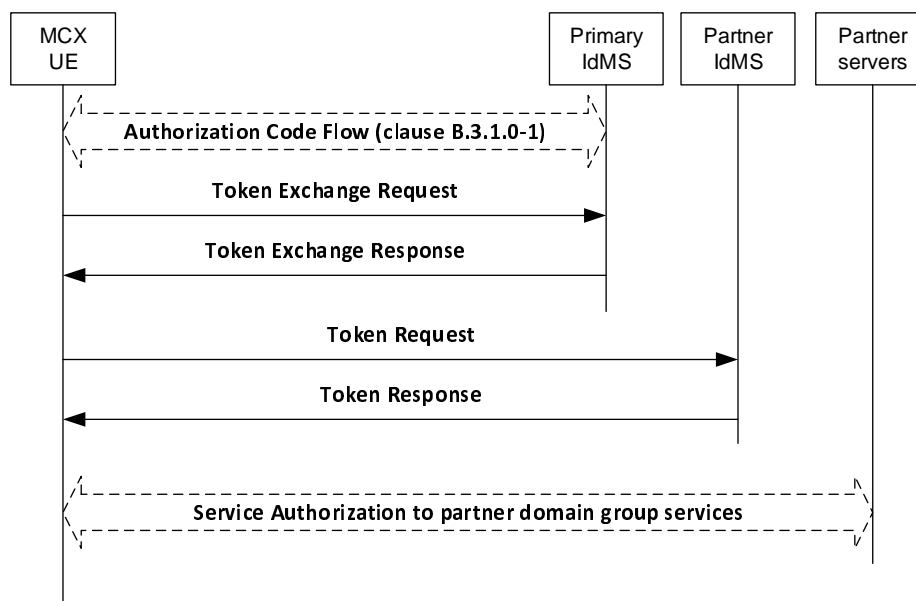 MCX
UE
Primary
IdMS
Partner
IdMS
Partner
servers
Authorization Code Flow (clause B.3.1.0-1)
Token Exchange Request
Token Exchange Response
Token Request
Token Response
Service Authorization to partner domain group services